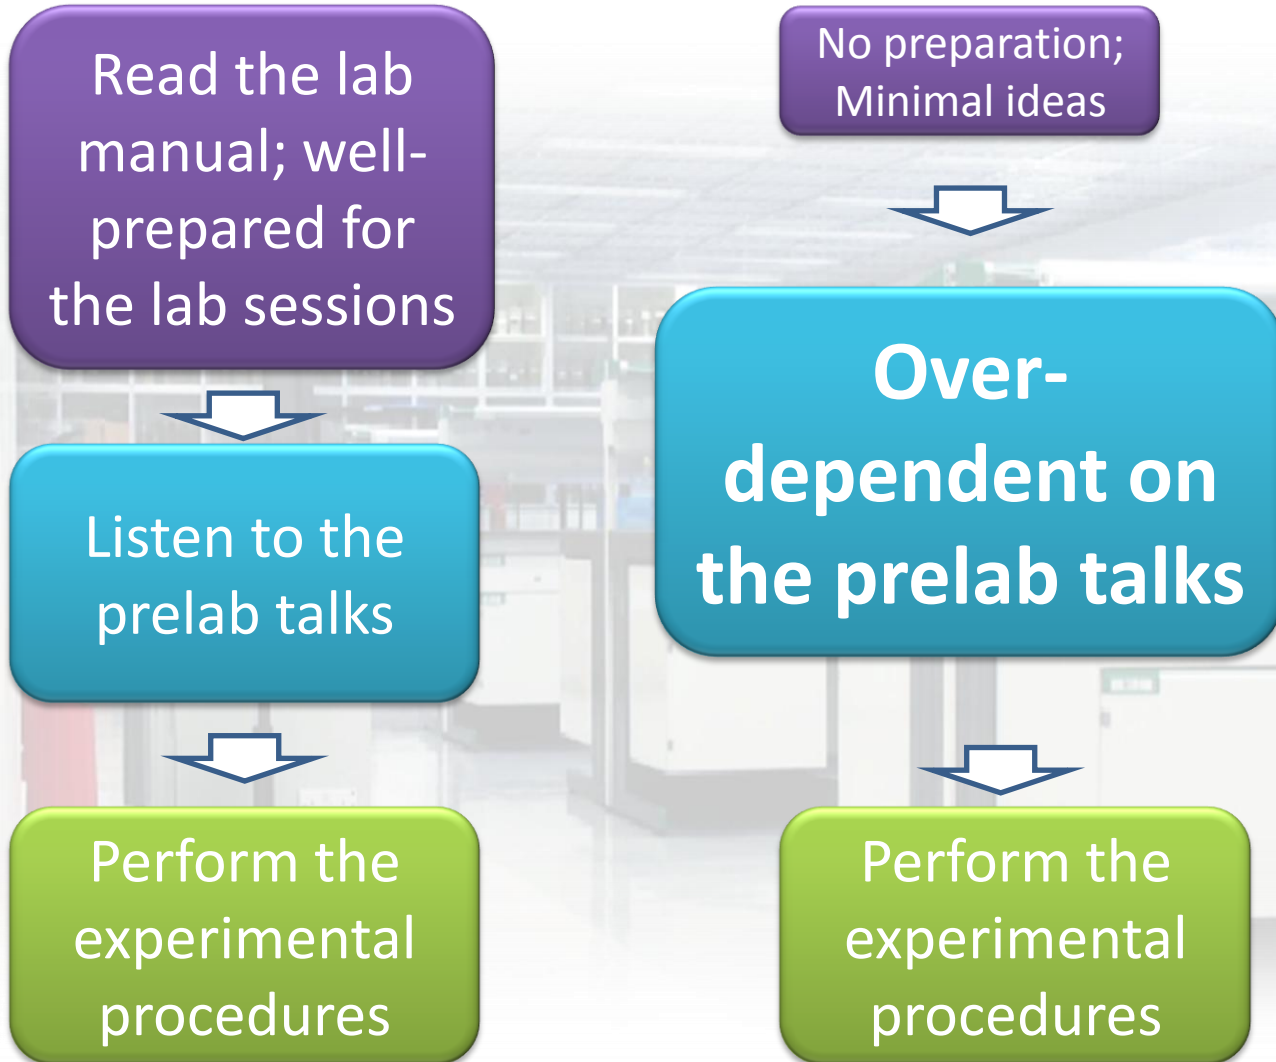 Read the lab
manual; well-
prepared for
the lab sessions
Listen to the
prelab talks
Perform the
experimental
procedures
No preparation;
Minimal ideas
Over-
dependent on
the prelab talks
Perform the
experimental
procedures